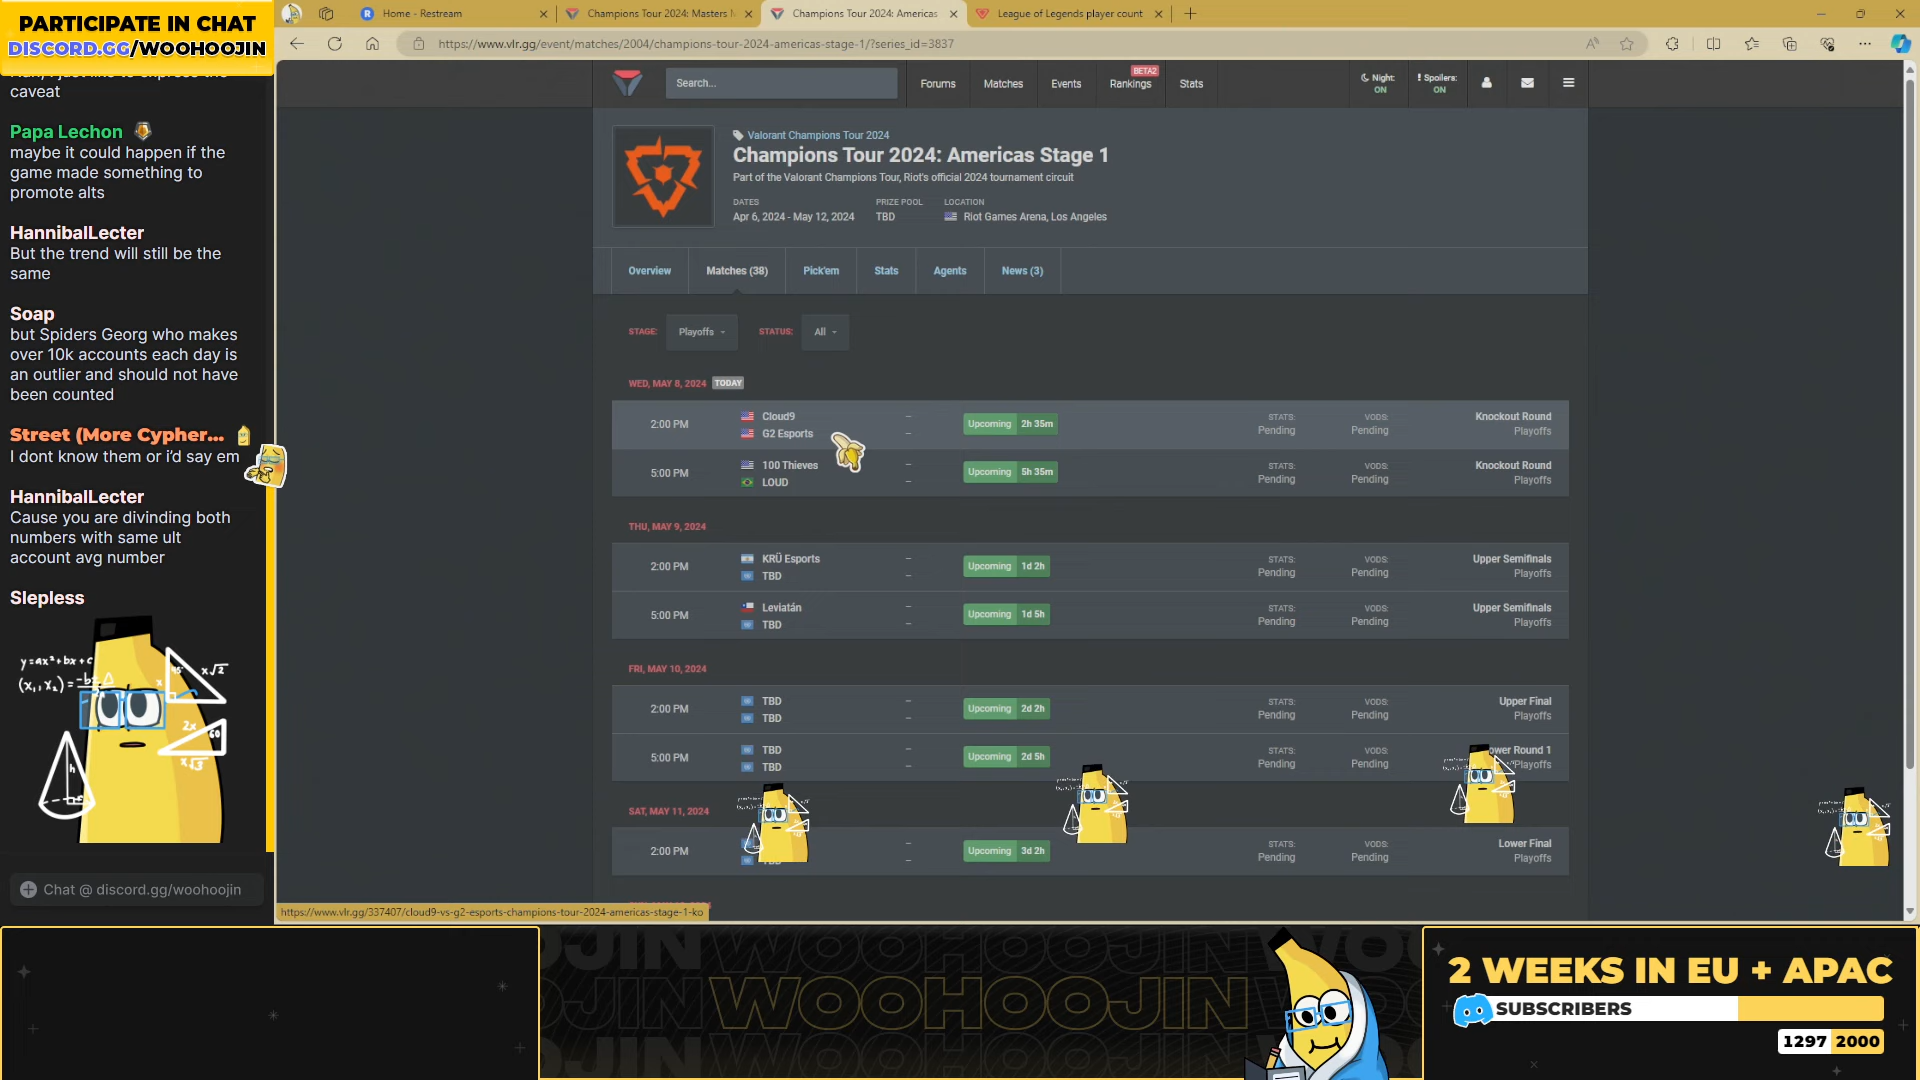 PARTICIPATE IN CHAT
DISCORD.GG/WOOHOOJIN
caveat
Papa Lechon
maybe it could happen if the
game made something to
promote alts
HannibalLecter
But the trend will still be the
same
Soap
but Spiders Georg who makes
over 10k accounts each day is
an outlier and should not have
been counted
Street (More Cypher...
I dont know them or i'd say em
HannibalLecter
Cause you are divinding both
numbers with same ult
account avg number
Slepless
Chat @ discord.gg/woohoojin
Home - Restream
Champions Tour 2024: Masters
Champions Tour 2024: Americas
League of Legends player count
https://www.vlr.gg/event/matches/2004/champions-tour-2024-americas-stage-1/?series_id=3837
Search...
Forums
Matches
Events
Rankings
BETA2
Stats
Night:
ON
Spoilers:
ON
Valorant Champions Tour 2024
Champions Tour 2024: Americas Stage 1
Part of the Valorant Champions Tour, Riot's official 2024 tournament circuit
DATES PRIZE POOL LOCATION
Apr 6, 2024 - May 12, 2024 TBD Riot Games Arena, Los Angeles
Overview Matches (38) Pick'em Stats Agents News (3)
STAGE: Playoffs STATUS: All
WED, MAY 8, 2024 TODAY
2:00 PM Cloud9 – Upcoming 2h 35m STATS: Pending VODS: Pending Knockout Round
G2 Esports – Playoffs
5:00 PM 100 Thieves – Upcoming 5h 35m STATS: Pending VODS: Pending Knockout Round
LOUD – Playoffs
THU, MAY 9, 2024
2:00 PM KRÜ Esports – Upcoming 1d 2h STATS: Pending VODS: Pending Upper Semifinals
TBD – Playoffs
5:00 PM Leviatán – Upcoming 1d 5h STATS: Pending VODS: Pending Upper Semifinals
TBD – Playoffs
FRI, MAY 10, 2024
2:00 PM TBD – Upcoming 2d 2h STATS: Pending VODS: Pending Upper Final
TBD – Playoffs
5:00 PM TBD – Upcoming 2d 5h STATS: Pending VODS: Pending Lower Round 1
TBD – Playoffs
SAT, MAY 11, 2024
2:00 PM – Upcoming 3d 2h STATS: Pending VODS: Pending Lower Final
TBD – Playoffs
https://www.vlr.gg/337407/cloud9-vs-g2-esports-champions-tour-2024-americas-stage-1-ko
WOOHOOJIN
2 WEEKS IN EU + APAC
SUBSCRIBERS
1297 2000